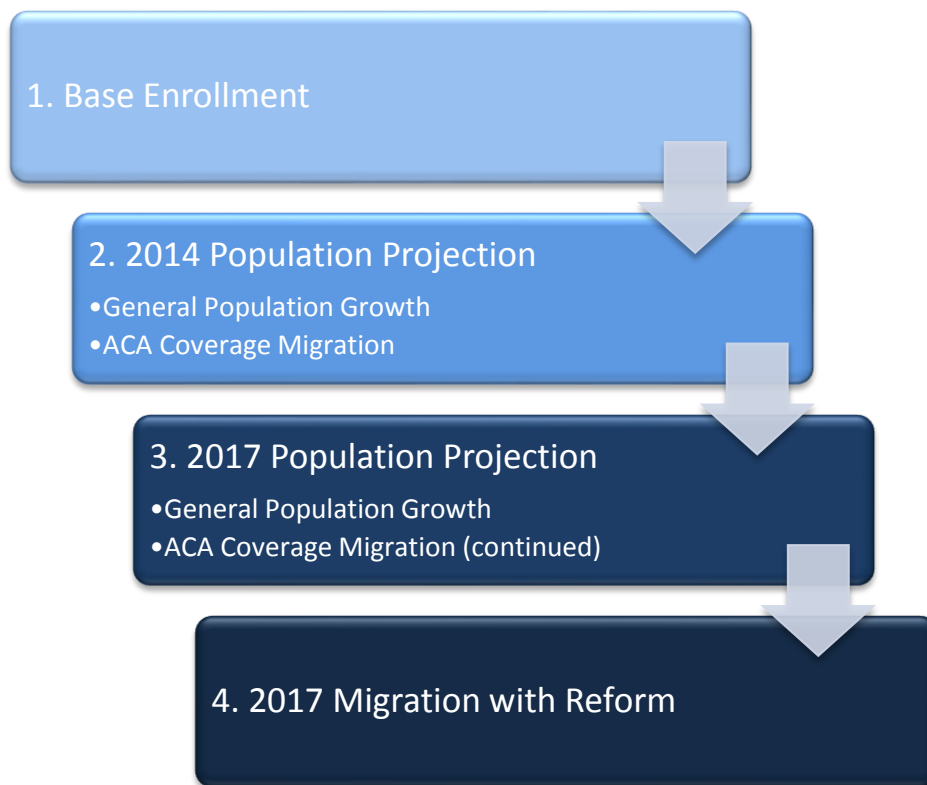 1. Base Enrollment
2. 2014 Population Projection
•General Population Growth
•ACA Coverage Migration
3. 2017 Population Projection
•General Population Growth
•ACA Coverage Migration (continued)
4. 2017 Migration with Reform